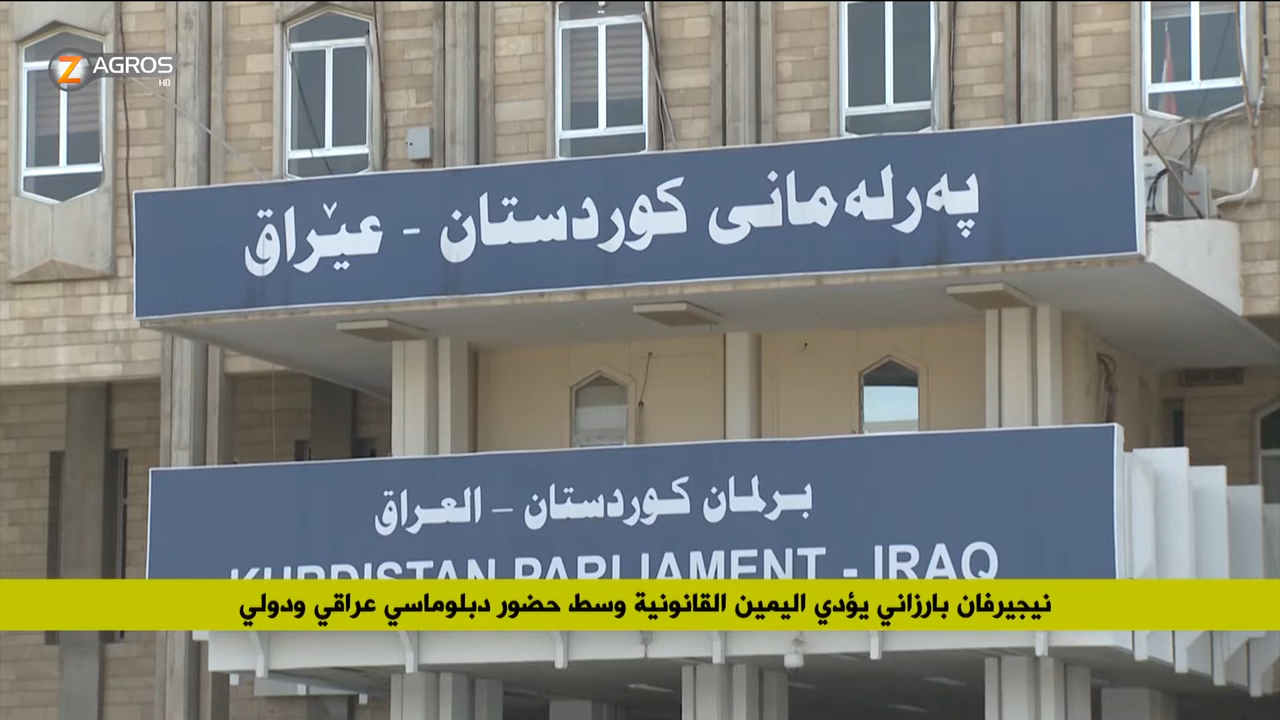 ZAGROS
HD
پەرلەمانی کوردستان - عێراق
برلمان كوردستان - العراق
KURDISTAN PARLIAMENT - IRAQ
نيجيرفان بارزاني يؤدي اليمين القانونية وسط حضور دبلوماسي عراقي ودولي